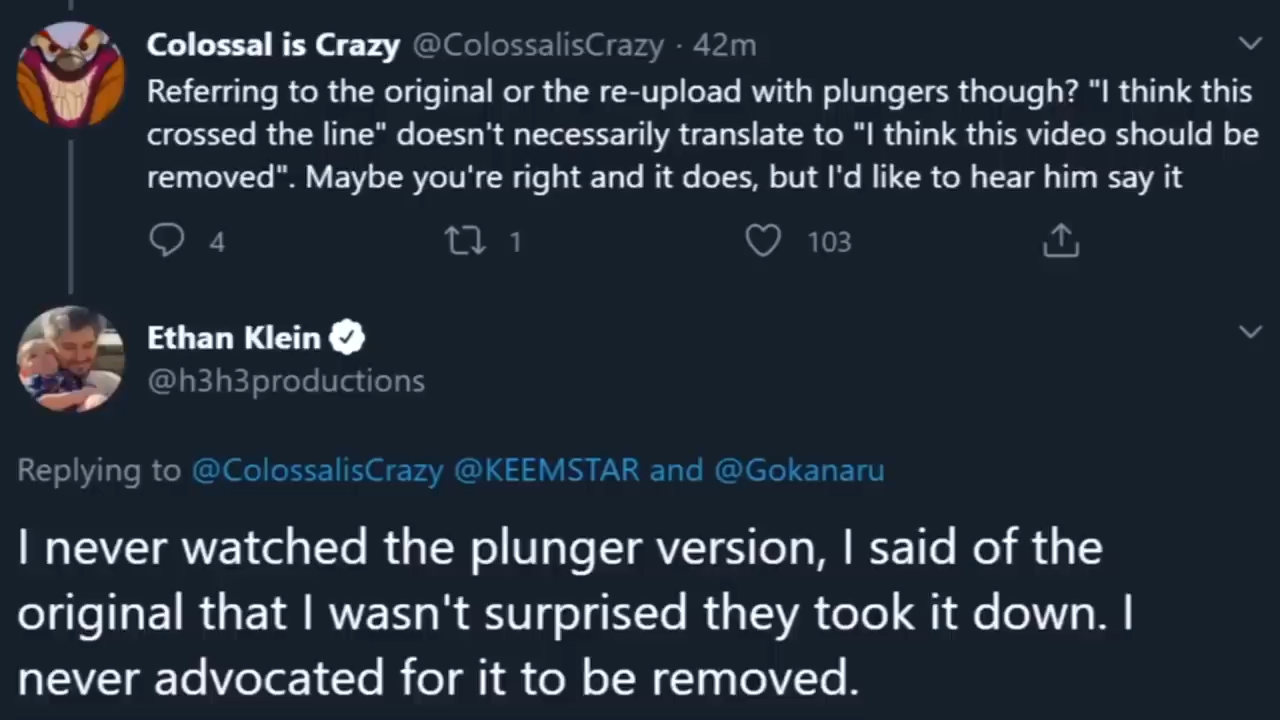 Colossal is Crazy @ColossalisCrazy · 42m
Referring to the original or the re-upload with plungers though? "I think this
crossed the line" doesn't necessarily translate to "I think this video should be
removed". Maybe you're right and it does, but I'd like to hear him say it
4 1 103
Ethan Klein
@h3h3productions
Replying to @ColossalisCrazy @KEEMSTAR and @Gokanaru
I never watched the plunger version, I said of the
original that I wasn't surprised they took it down. I
never advocated for it to be removed.